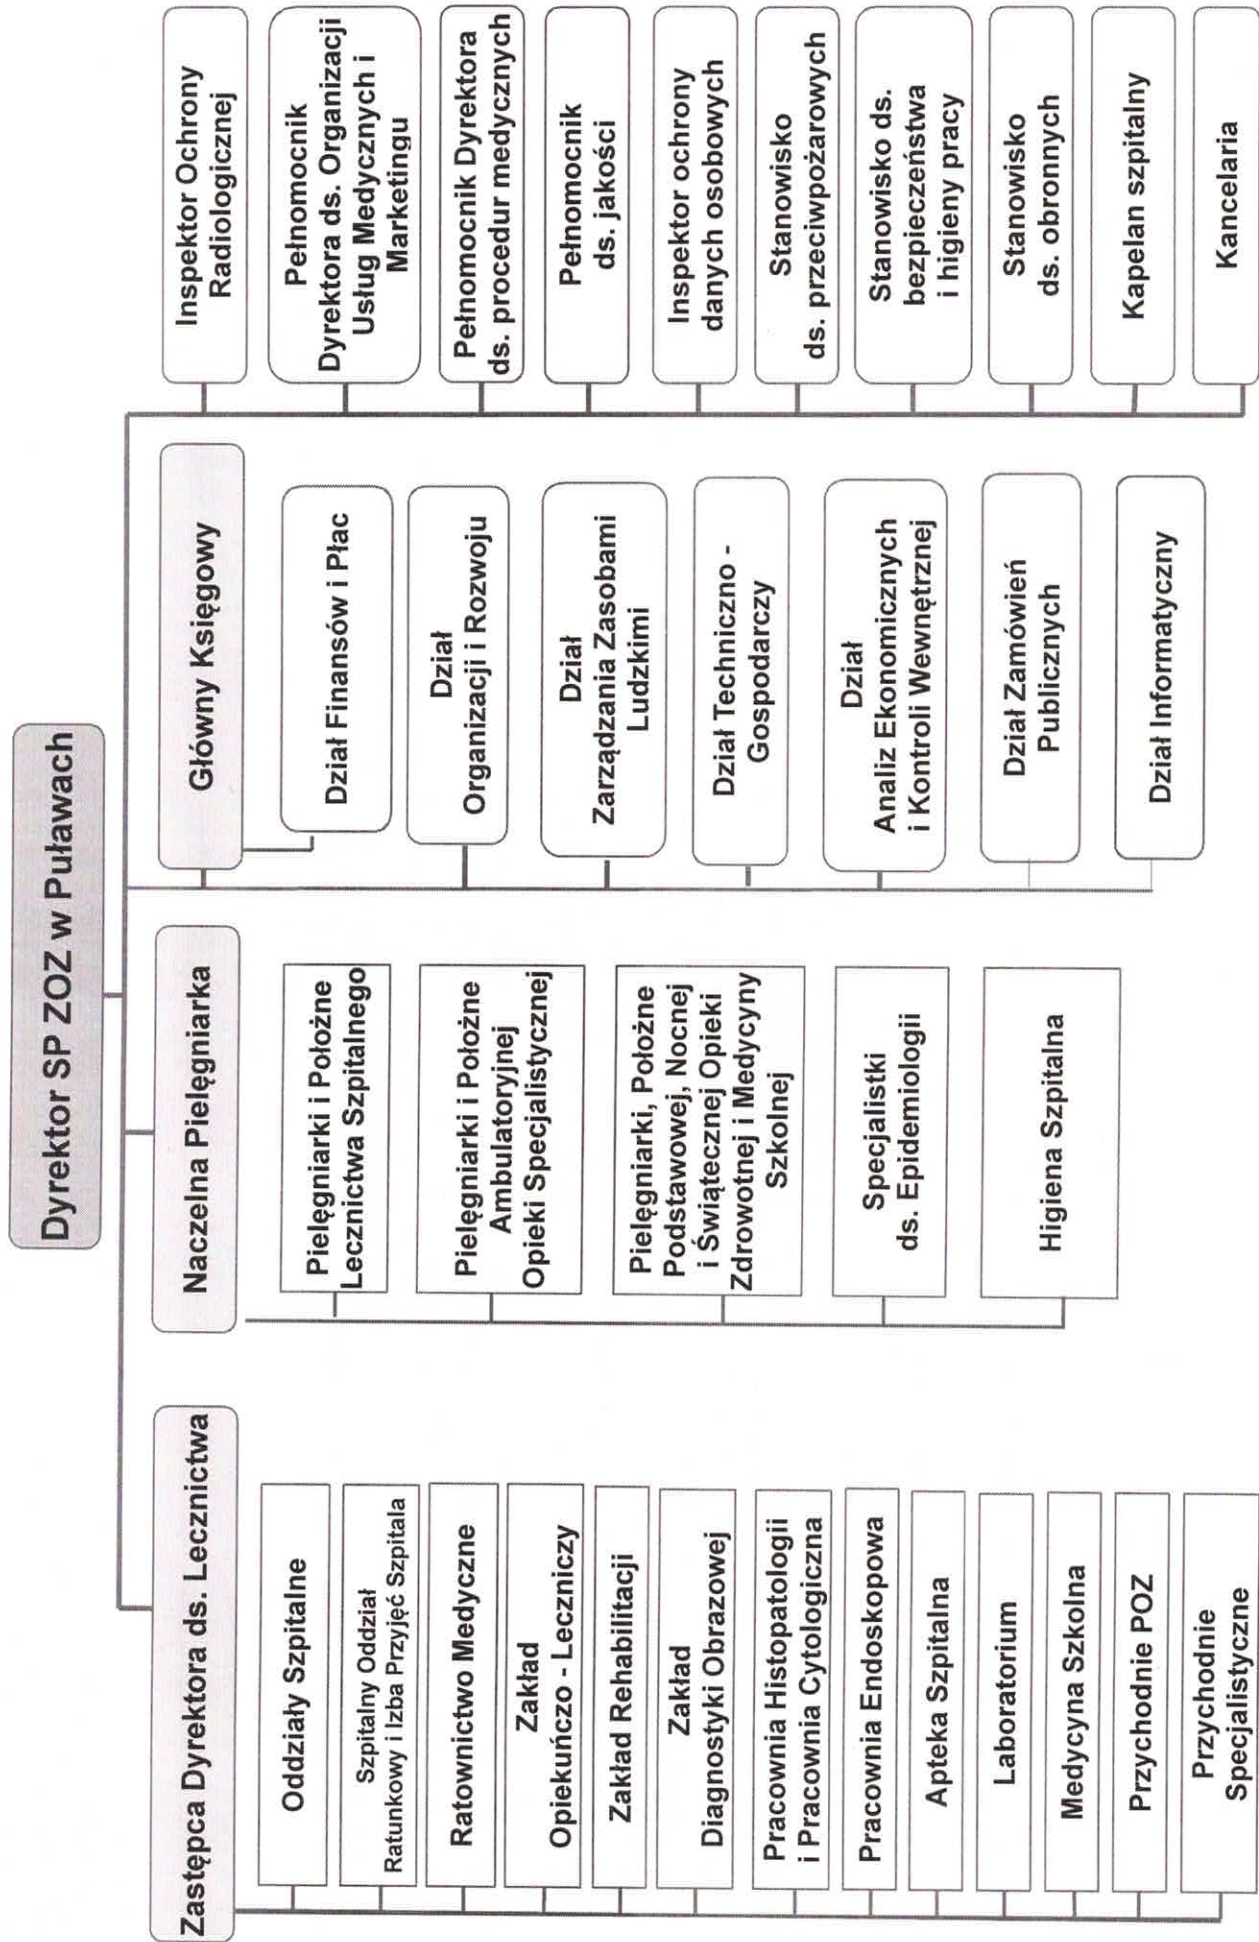 Dyrektor SP ZOZ w Puławach
Zastępca Dyrektora ds. Lecznictwa
Oddziały Szpitalne
Szpitalny Oddział
Ratunkowy i Izba Przyjęć Szpitala
Ratownictwo Medyczne
Zakład
Opiekuńczo - Leczniczy
Zakład Rehabilitacji
Zakład
Diagnostyki Obrazowej
Pracownia Histopatologii
i Pracownia Cytologiczna
Pracownia Endoskopowa
Apteka Szpitalna
Laboratorium
Medycyna Szkolna
Przychodnie POZ
Przychodnie
Specjalistyczne
Naczelna Pielęgniarka
Pielęgniarki i Położne
Lecznictwa Szpitalnego
Pielęgniarki i Położne
Ambulatoryjnej
Opieki Specjalistycznej
Pielęgniarki, Położne
Podstawowej, Nocnej
i Świątecznej Opieki
Zdrowotnej i Medycyny
Szkolnej
Specjalistki
ds. Epidemiologii
Higiena Szpitalna
Główny Księgowy
Dział Finansów i Płac
Dział
Organizacji i Rozwoju
Dział
Zarządzania Zasobami
Ludzkimi
Dział Techniczno -
Gospodarczy
Dział
Analiz Ekonomicznych
i Kontroli Wewnętrznej
Dział Zamówień
Publicznych
Dział Informatyczny
Inspektor Ochrony
Radiologicznej
Pełnomocnik
Dyrektora ds. Organizacji
Usług Medycznych i
Marketingu
Pełnomocnik Dyrektora
ds. procedur medycznych
Pełnomocnik
ds. jakości
Inspektor ochrony
danych osobowych
Stanowisko
ds. przeciwpożarowych
Stanowisko ds.
bezpieczeństwa
i higieny pracy
Stanowisko
ds. obronnych
Kapelan szpitalny
Kancelaria